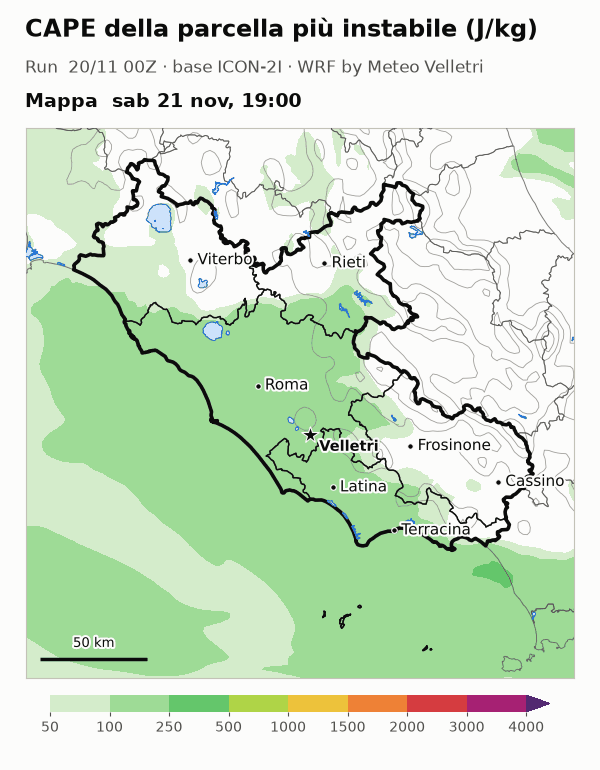 CAPE della parcella più instabile (J/kg)
Run  20/11 00Z · base ICON-2I · WRF by Meteo Velletri
Mappa  sab 21 nov, 19:00
Viterbo
Rieti
Roma
Velletri
Frosinone
Cassino
Latina
Terracina
50 km
50 100 250 500 1000 1500 2000 3000 4000